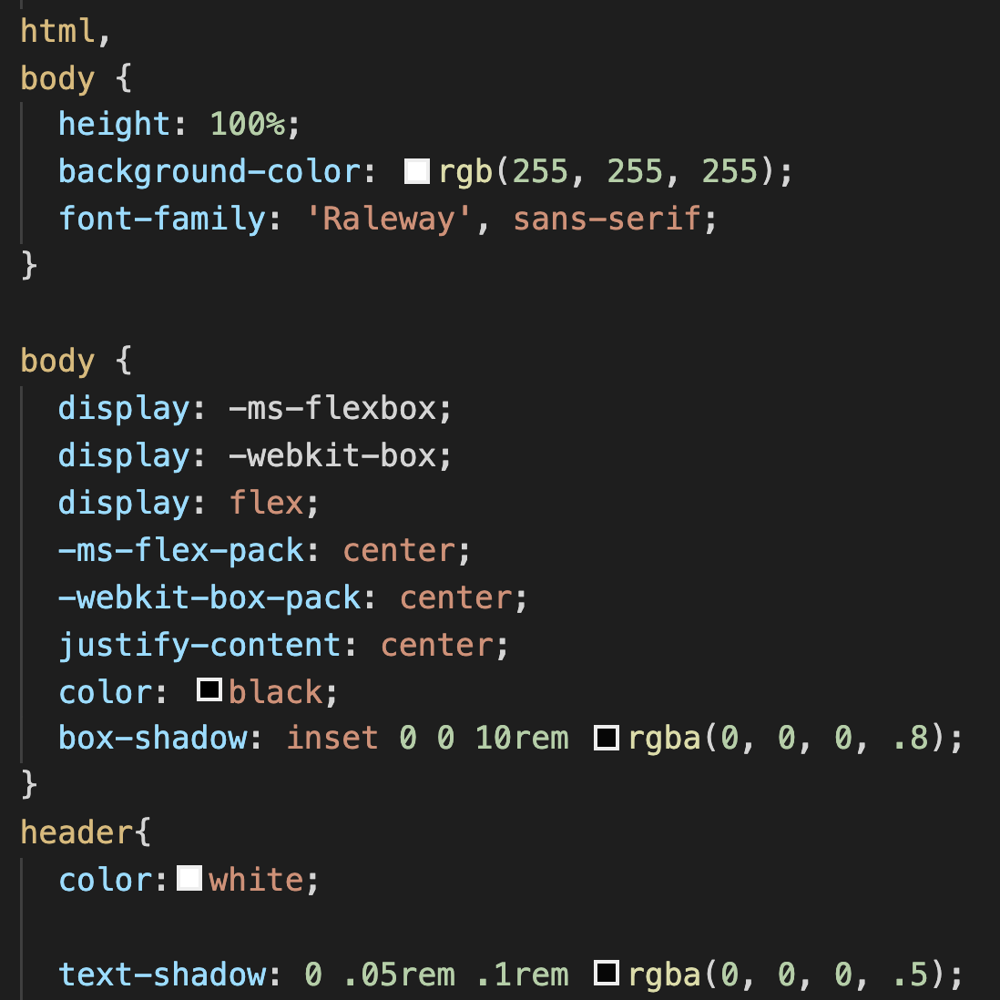 html,
body {
height: 100%;
background-color: rgb(255, 255, 255);
font-family: 'Raleway', sans-serif;
}
body {
display: -ms-flexbox;
display: -webkit-box;
display: flex;
-ms-flex-pack: center;
-webkit-box-pack: center;
justify-content: center;
color: black;
box-shadow: inset 0 0 10rem rgba(0, 0, 0, .8);
}
header{
color: white;
text-shadow: 0 .05rem .1rem rgba(0, 0, 0, .5);